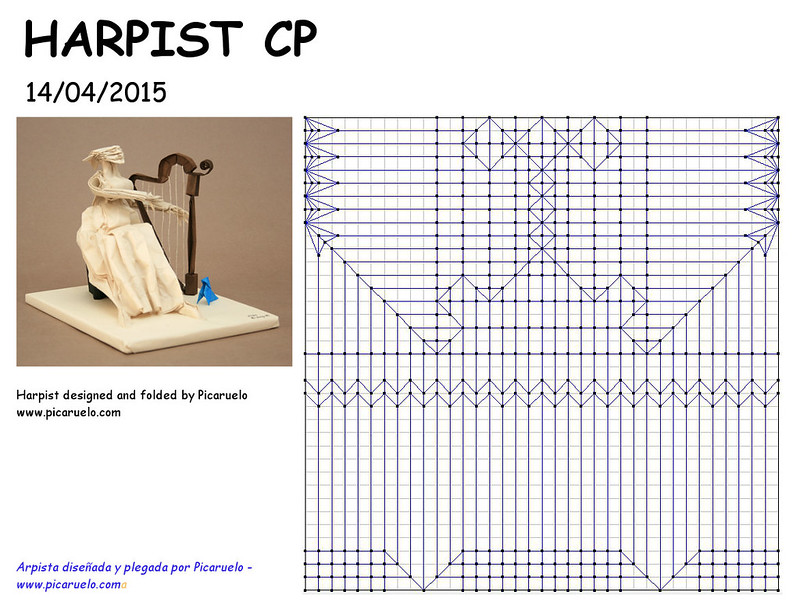 HARPIST CP
14/04/2015
Harpist designed and folded by Picaruelo
www.picaruelo.com
Arpista diseñada y plegada por Picaruelo -
www.picaruelo.coma